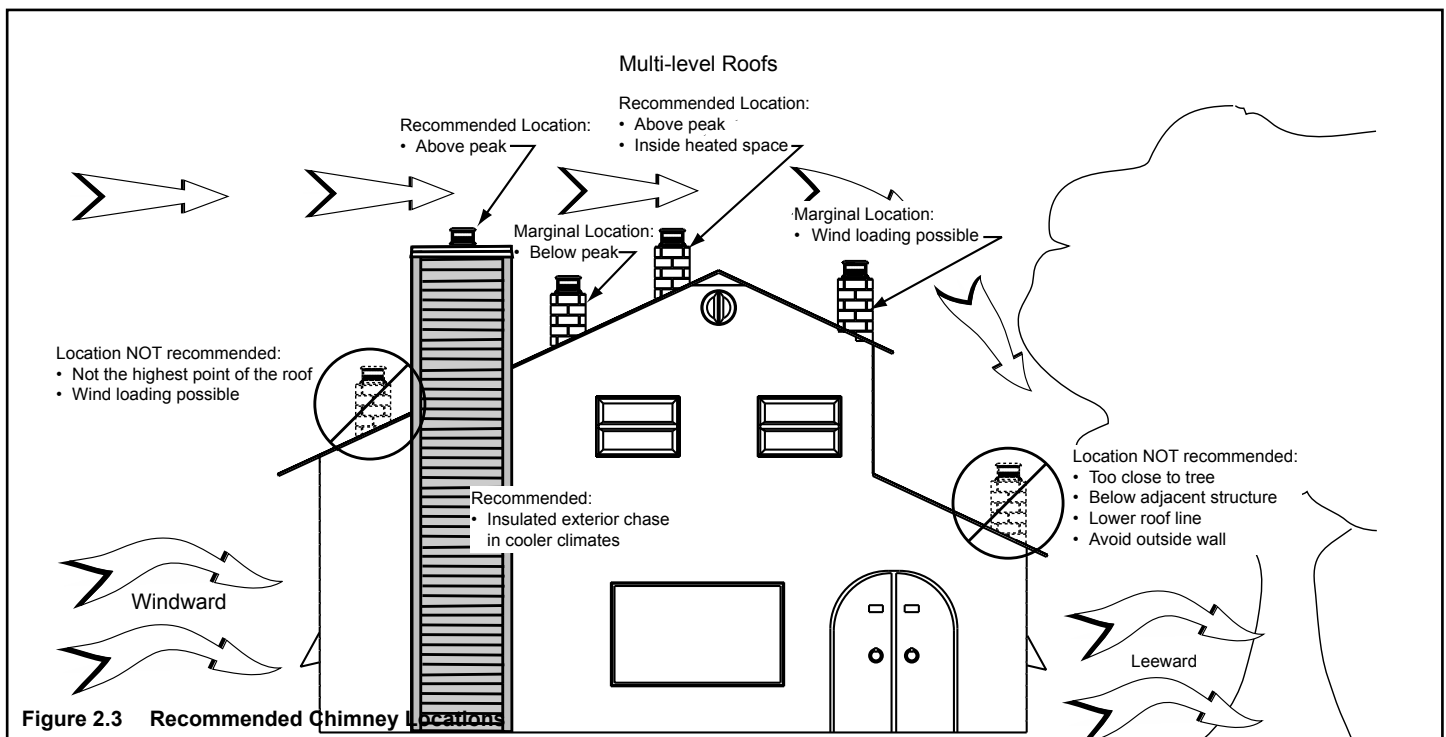 Multi-level Roofs
Recommended Location:
• Above peak
• Inside heated space
Recommended Location:
• Above peak
Marginal Location:
• Below peak
Marginal Location:
• Wind loading possible
Location NOT recommended:
• Not the highest point of the roof
• Wind loading possible
Recommended:
• Insulated exterior chase
in cooler climates
Location NOT recommended:
• Too close to tree
• Below adjacent structure
• Lower roof line
• Avoid outside wall
Windward
Leeward
Figure 2.3 Recommended Chimney Locations